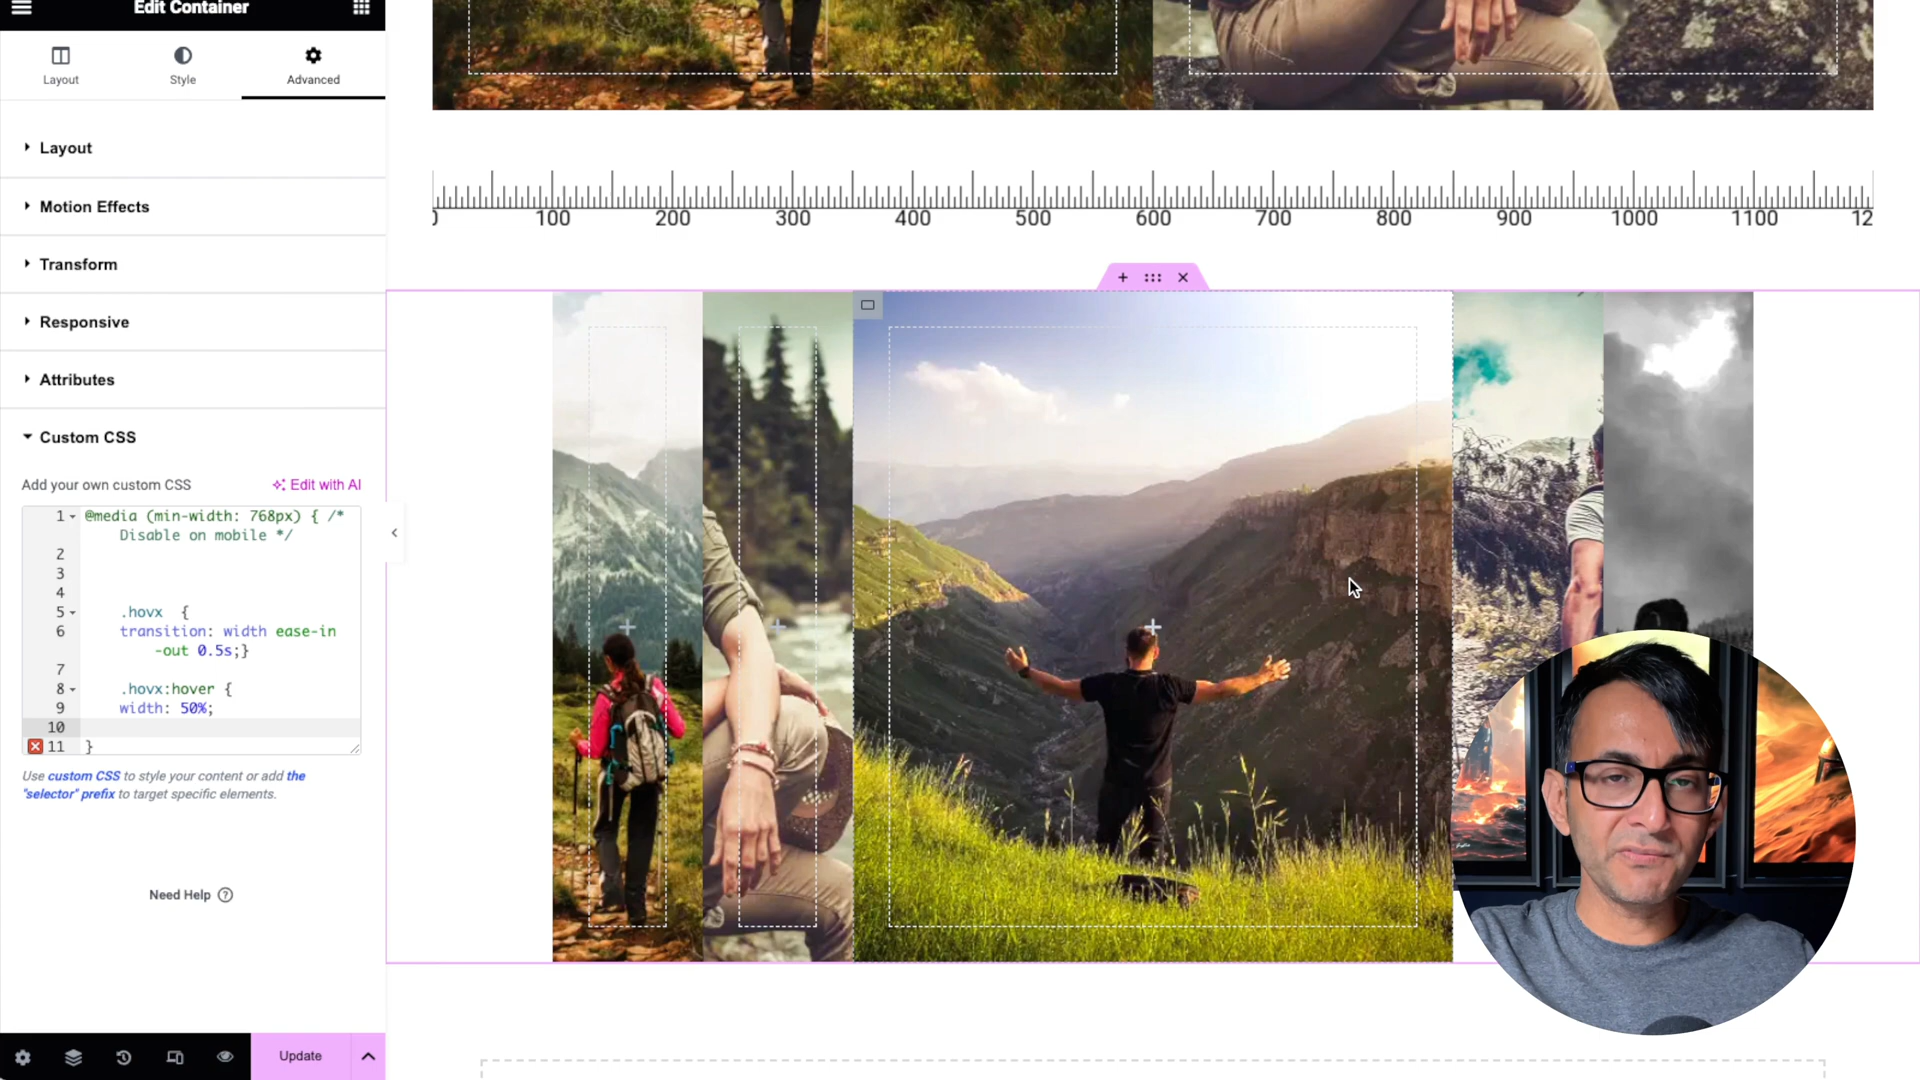 Edit Container
Layout
Style
Advanced
Layout
Motion Effects
Transform
Responsive
Attributes
Custom CSS
Add your own custom CSS
Edit with AI
1 @media (min-width: 768px) { /*
Disable on mobile */
2
3
4
5 .hovx {
6 transition: width ease-in
-out 0.5s;}
7
8 .hovx:hover {
9 width: 50%;
10
11 }
Use custom CSS to style your content or add the
"selector" prefix to target specific elements.
Need Help ?
Update
100 200 300 400 500 600 700 800 900 1000 1100 12